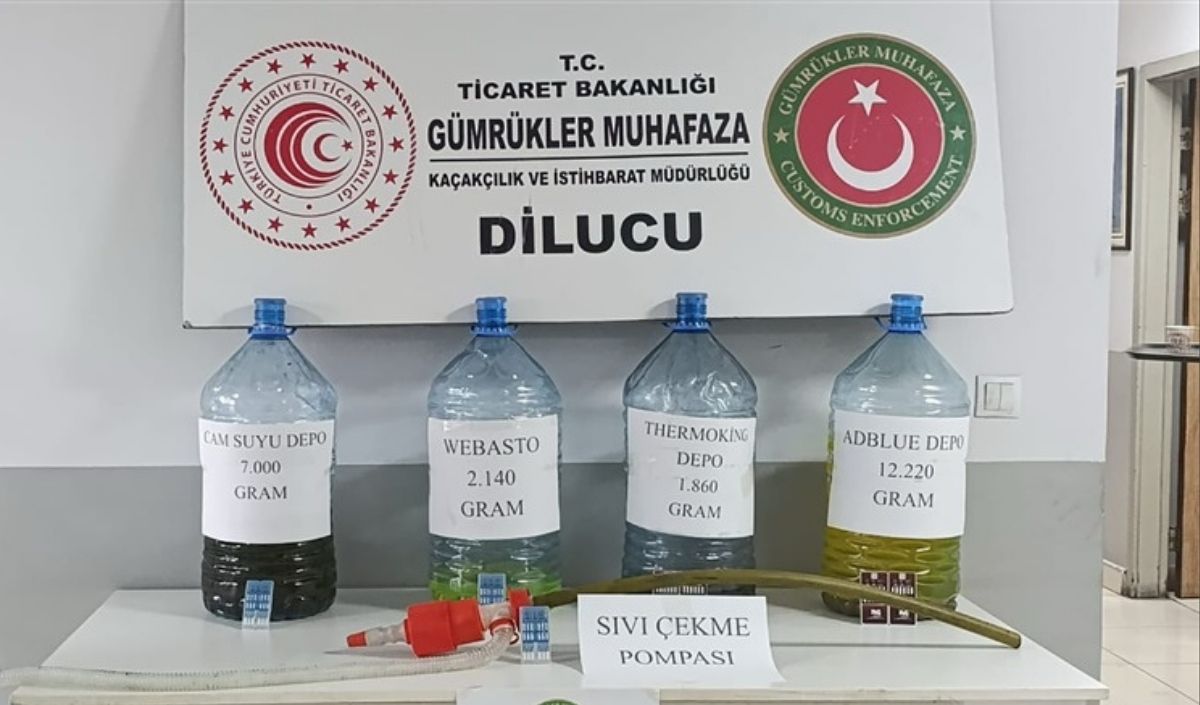 T.C.
TİCARET BAKANLIĞI
GÜMRÜKLER MUHAFAZA
KAÇAKÇILIK VE İSTİHBARAT MÜDÜRLÜĞÜ
DİLUCU
TÜRKİYE CUMHURİYETİ TİCARET BAKANLIĞI
GÜMRÜKLER MUHAFAZA
CUSTOMS ENFORCEMENT
CAM SUYU DEPO
7.000
GRAM
WEBASTO
2.140
GRAM
THERMOKİNG
DEPO
1.860
GRAM
ADBLUE DEPO
12.220
GRAM
SIVI ÇEKME
POMPASI